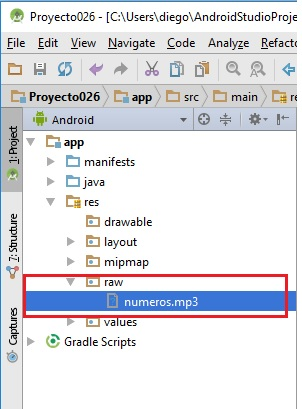 Proyecto026 - [C:\Users\diego\AndroidStudioProje
File Edit View Navigate Code Analyze Refactor
Proyecto026 app src main re
Android
1: Project
7: Structure
Captures
app
manifests
java
res
drawable
layout
mipmap
raw
numeros.mp3
values
Gradle Scripts